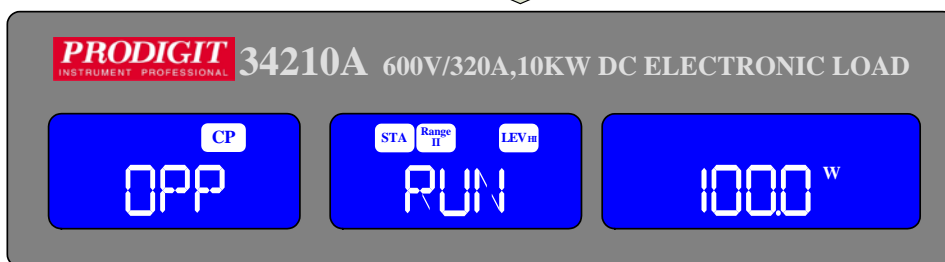 PRODIGIT
INSTRUMENT PROFESSIONAL
34210A 600V/320A,10KW DC ELECTRONIC LOAD
CP
OPP
STA Range II LEV HI
RUN
100.0 W